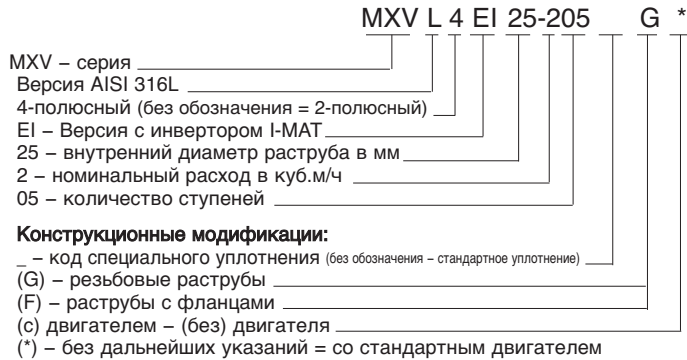 MXV L 4 EI 25-205 _ G *
MXV – серия
Версия AISI 316L
4-полюсный (без обозначения = 2-полюсный)
EI – Версия с инвертором I-MAT
25 – внутренний диаметр раструба в мм
2 – номинальный расход в куб.м/ч
05 – количество ступеней
Конструкционные модификации:
_ – код специального уплотнения (без обозначения – стандартное уплотнение)
(G) – резьбовые раструбы
(F) – раструбы с фланцами
(с) двигателем – (без) двигателя
(*) – без дальнейших указаний = со стандартным двигателем